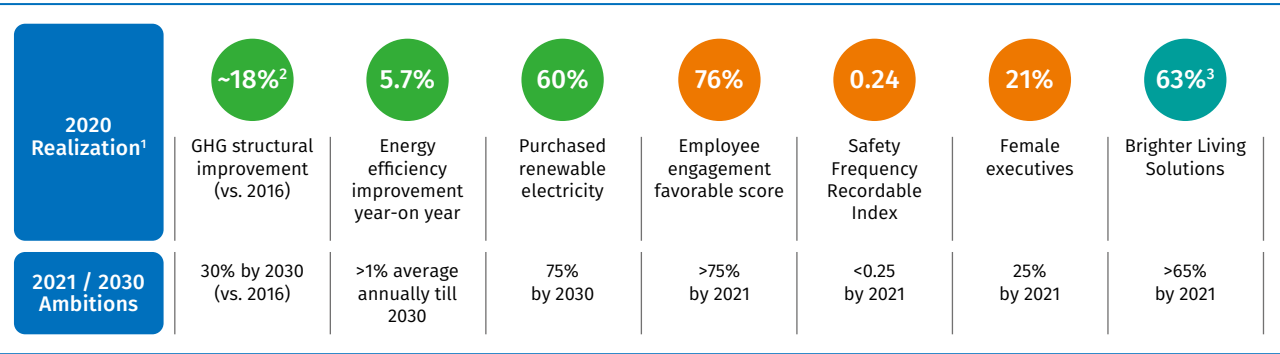 2020
Realization¹
~18%²
GHG structural
improvement
(vs. 2016)
5.7%
Energy
efficiency
improvement
year-on year
60%
Purchased
renewable
electricity
76%
Employee
engagement
favorable score
0.24
Safety
Frequency
Recordable
Index
21%
Female
executives
63%³
Brighter Living
Solutions
2021 / 2030
Ambitions
30% by 2030
(vs. 2016)
>1% average
annually till
2030
75%
by 2030
>75%
by 2021
<0.25
by 2021
25%
by 2021
>65%
by 2021